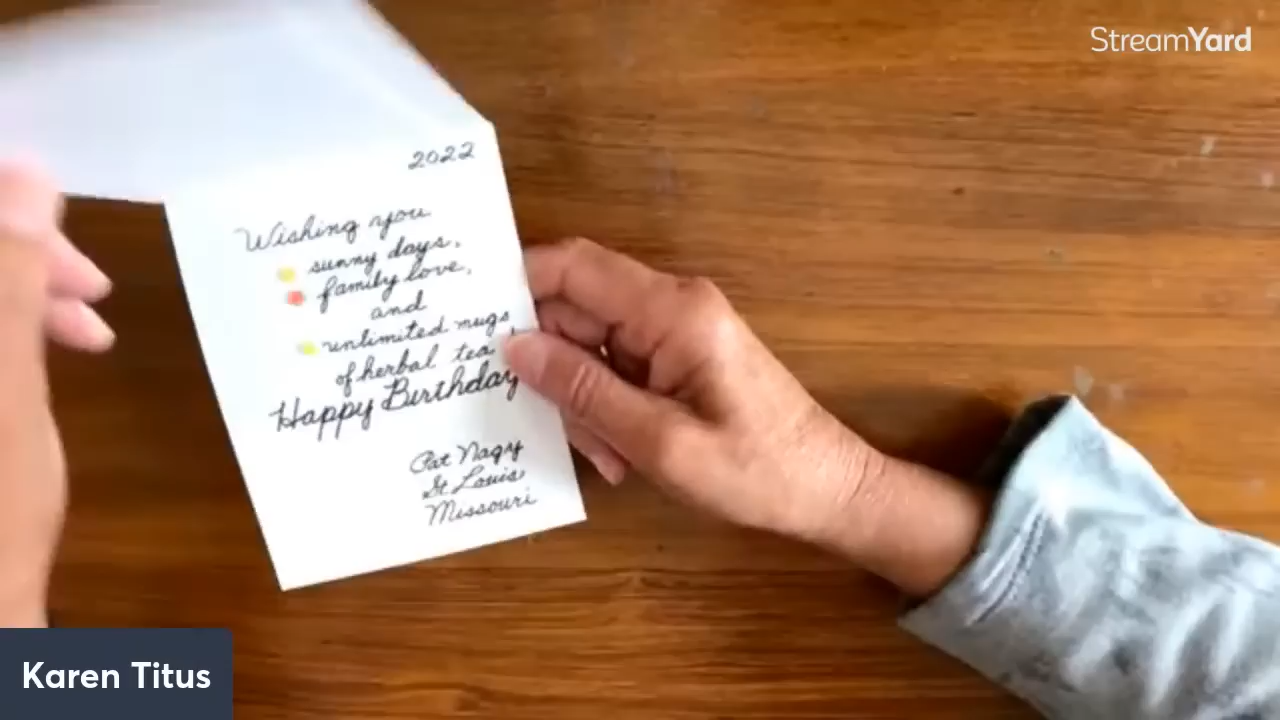 StreamYard
2022
Wishing you
sunny days,
family love,
and
unlimited mugs
of herbal tea
Happy Birthday
Pat Nagy
St Louis
Missouri
Karen Titus